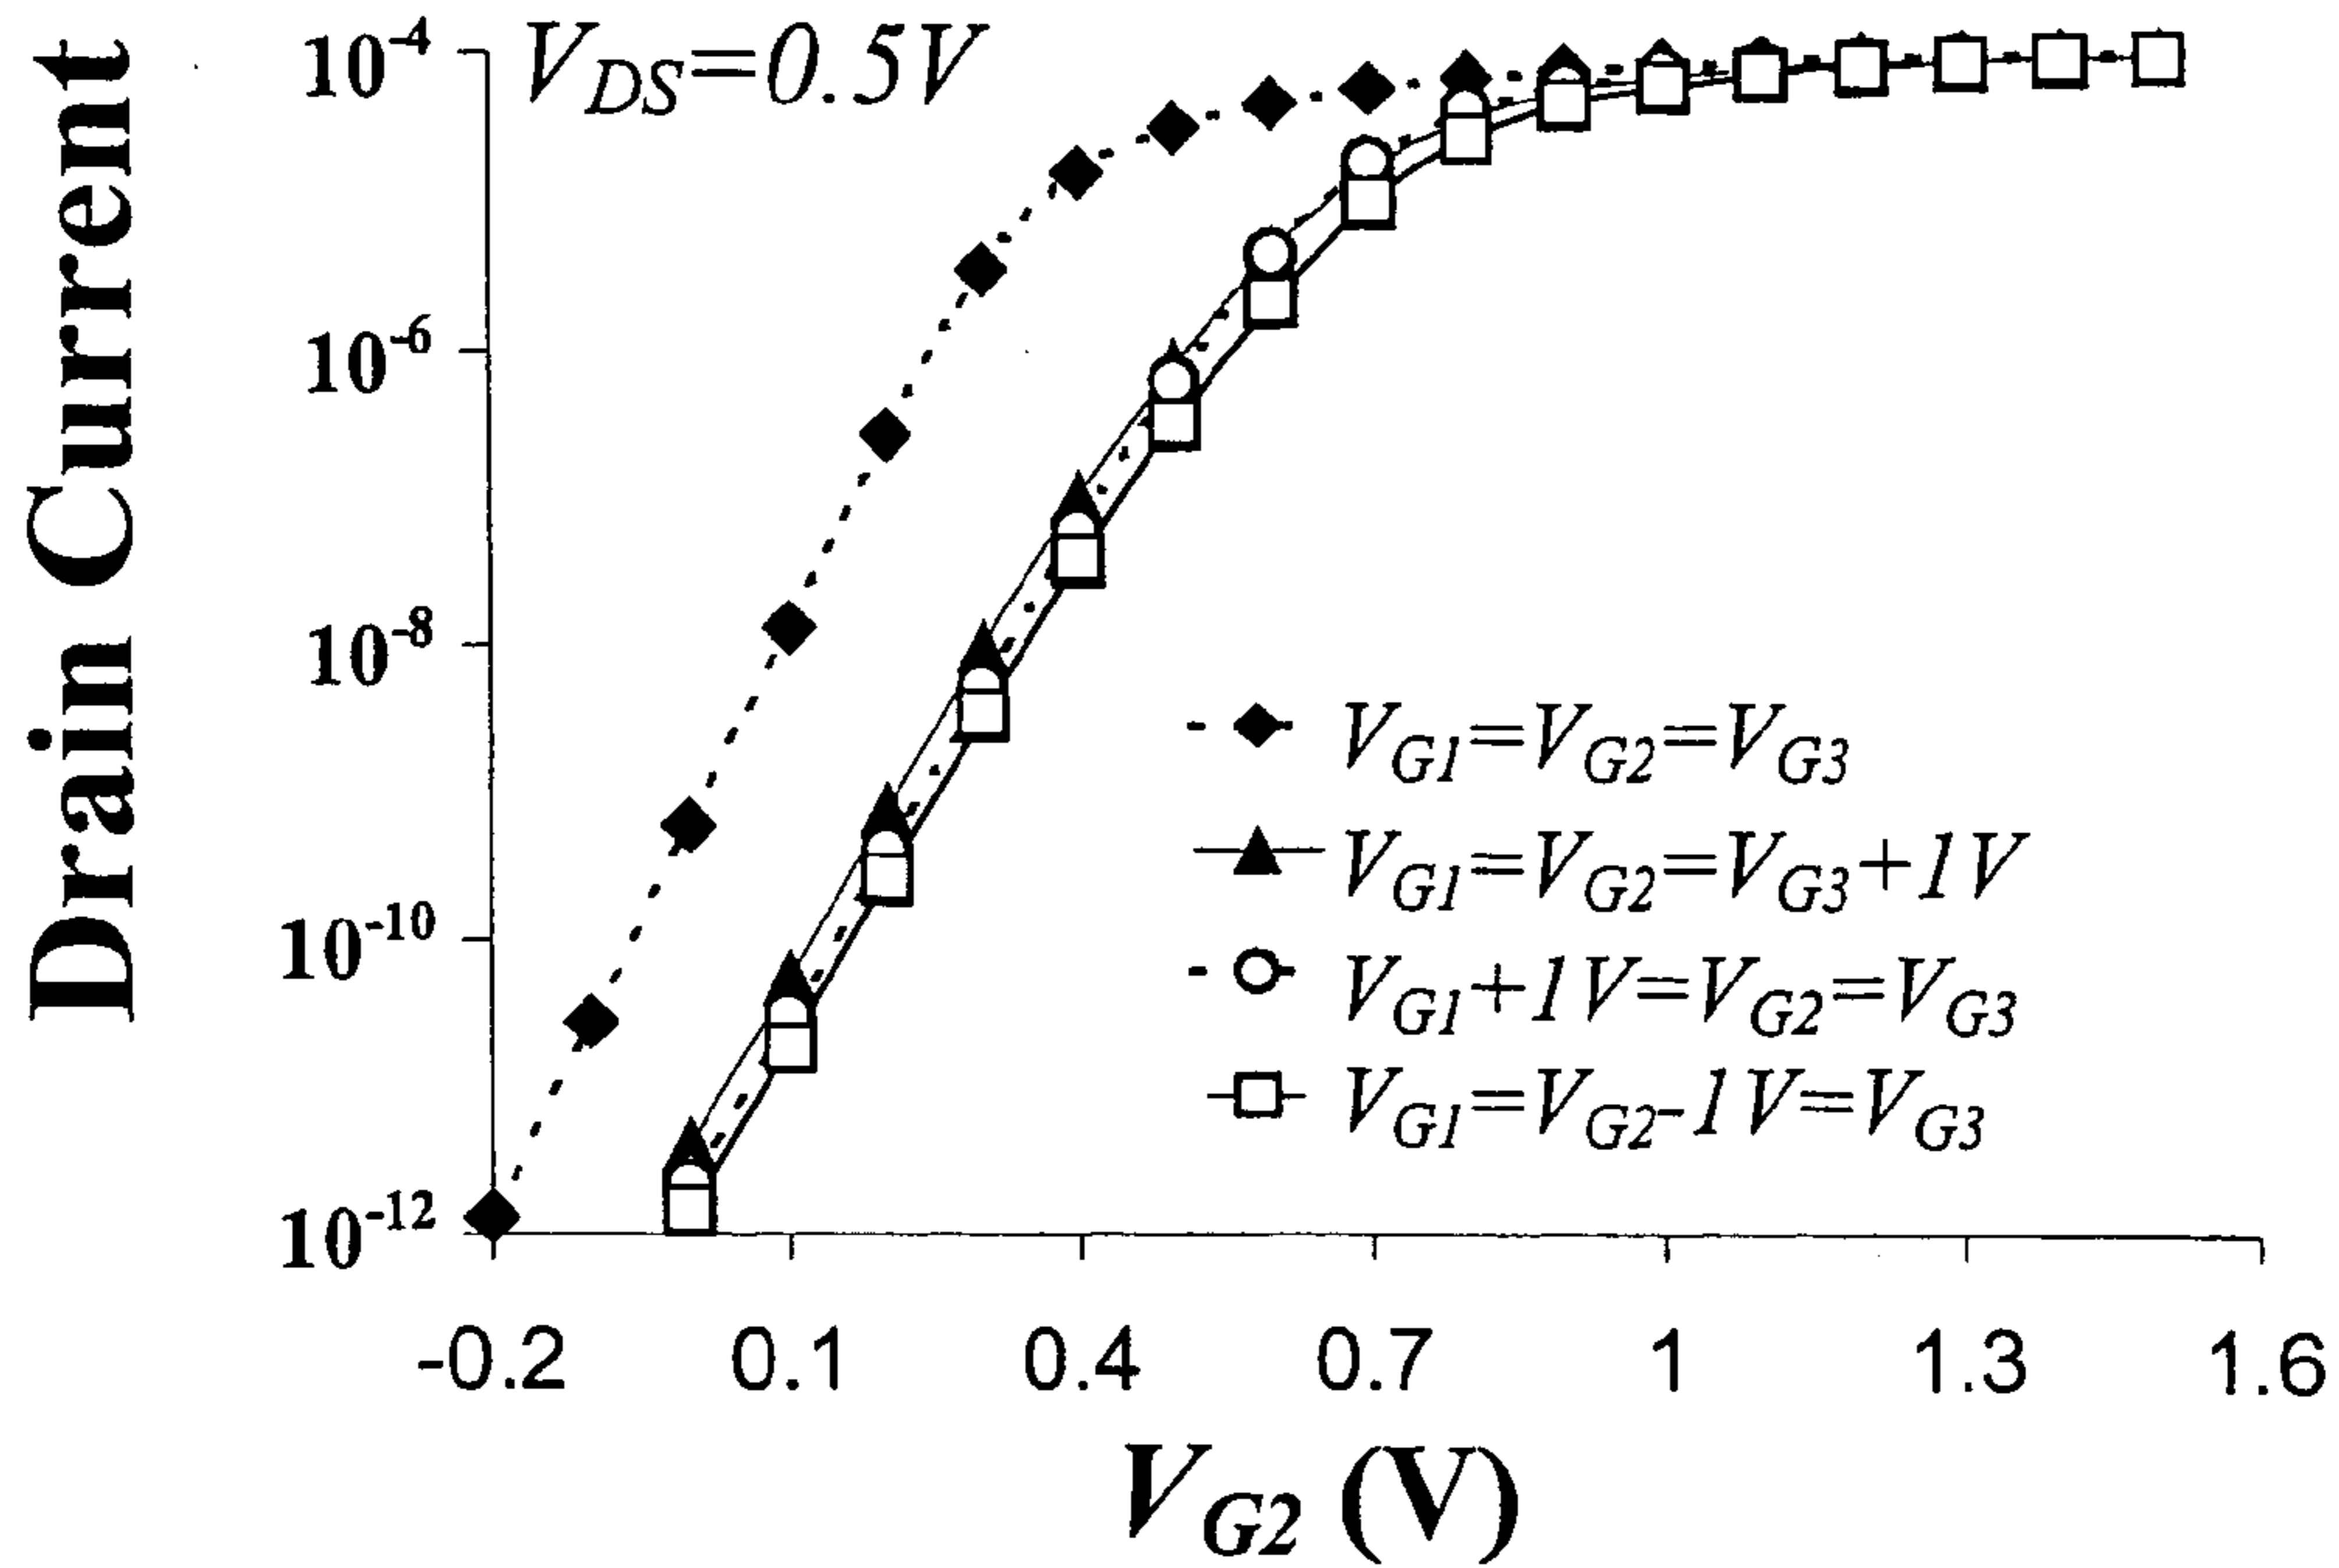 Drain Current
10⁻⁴
10⁻⁶
10⁻⁸
10⁻¹⁰
10⁻¹²
V_DS=0.5V
V_G1=V_G2=V_G3
V_G1=V_G2=V_G3+1V
V_G1+1V=V_G2=V_G3
V_G1=V_G2-1V=V_G3
-0.2 0.1 0.4 0.7 1 1.3 1.6
V_G2 (V)